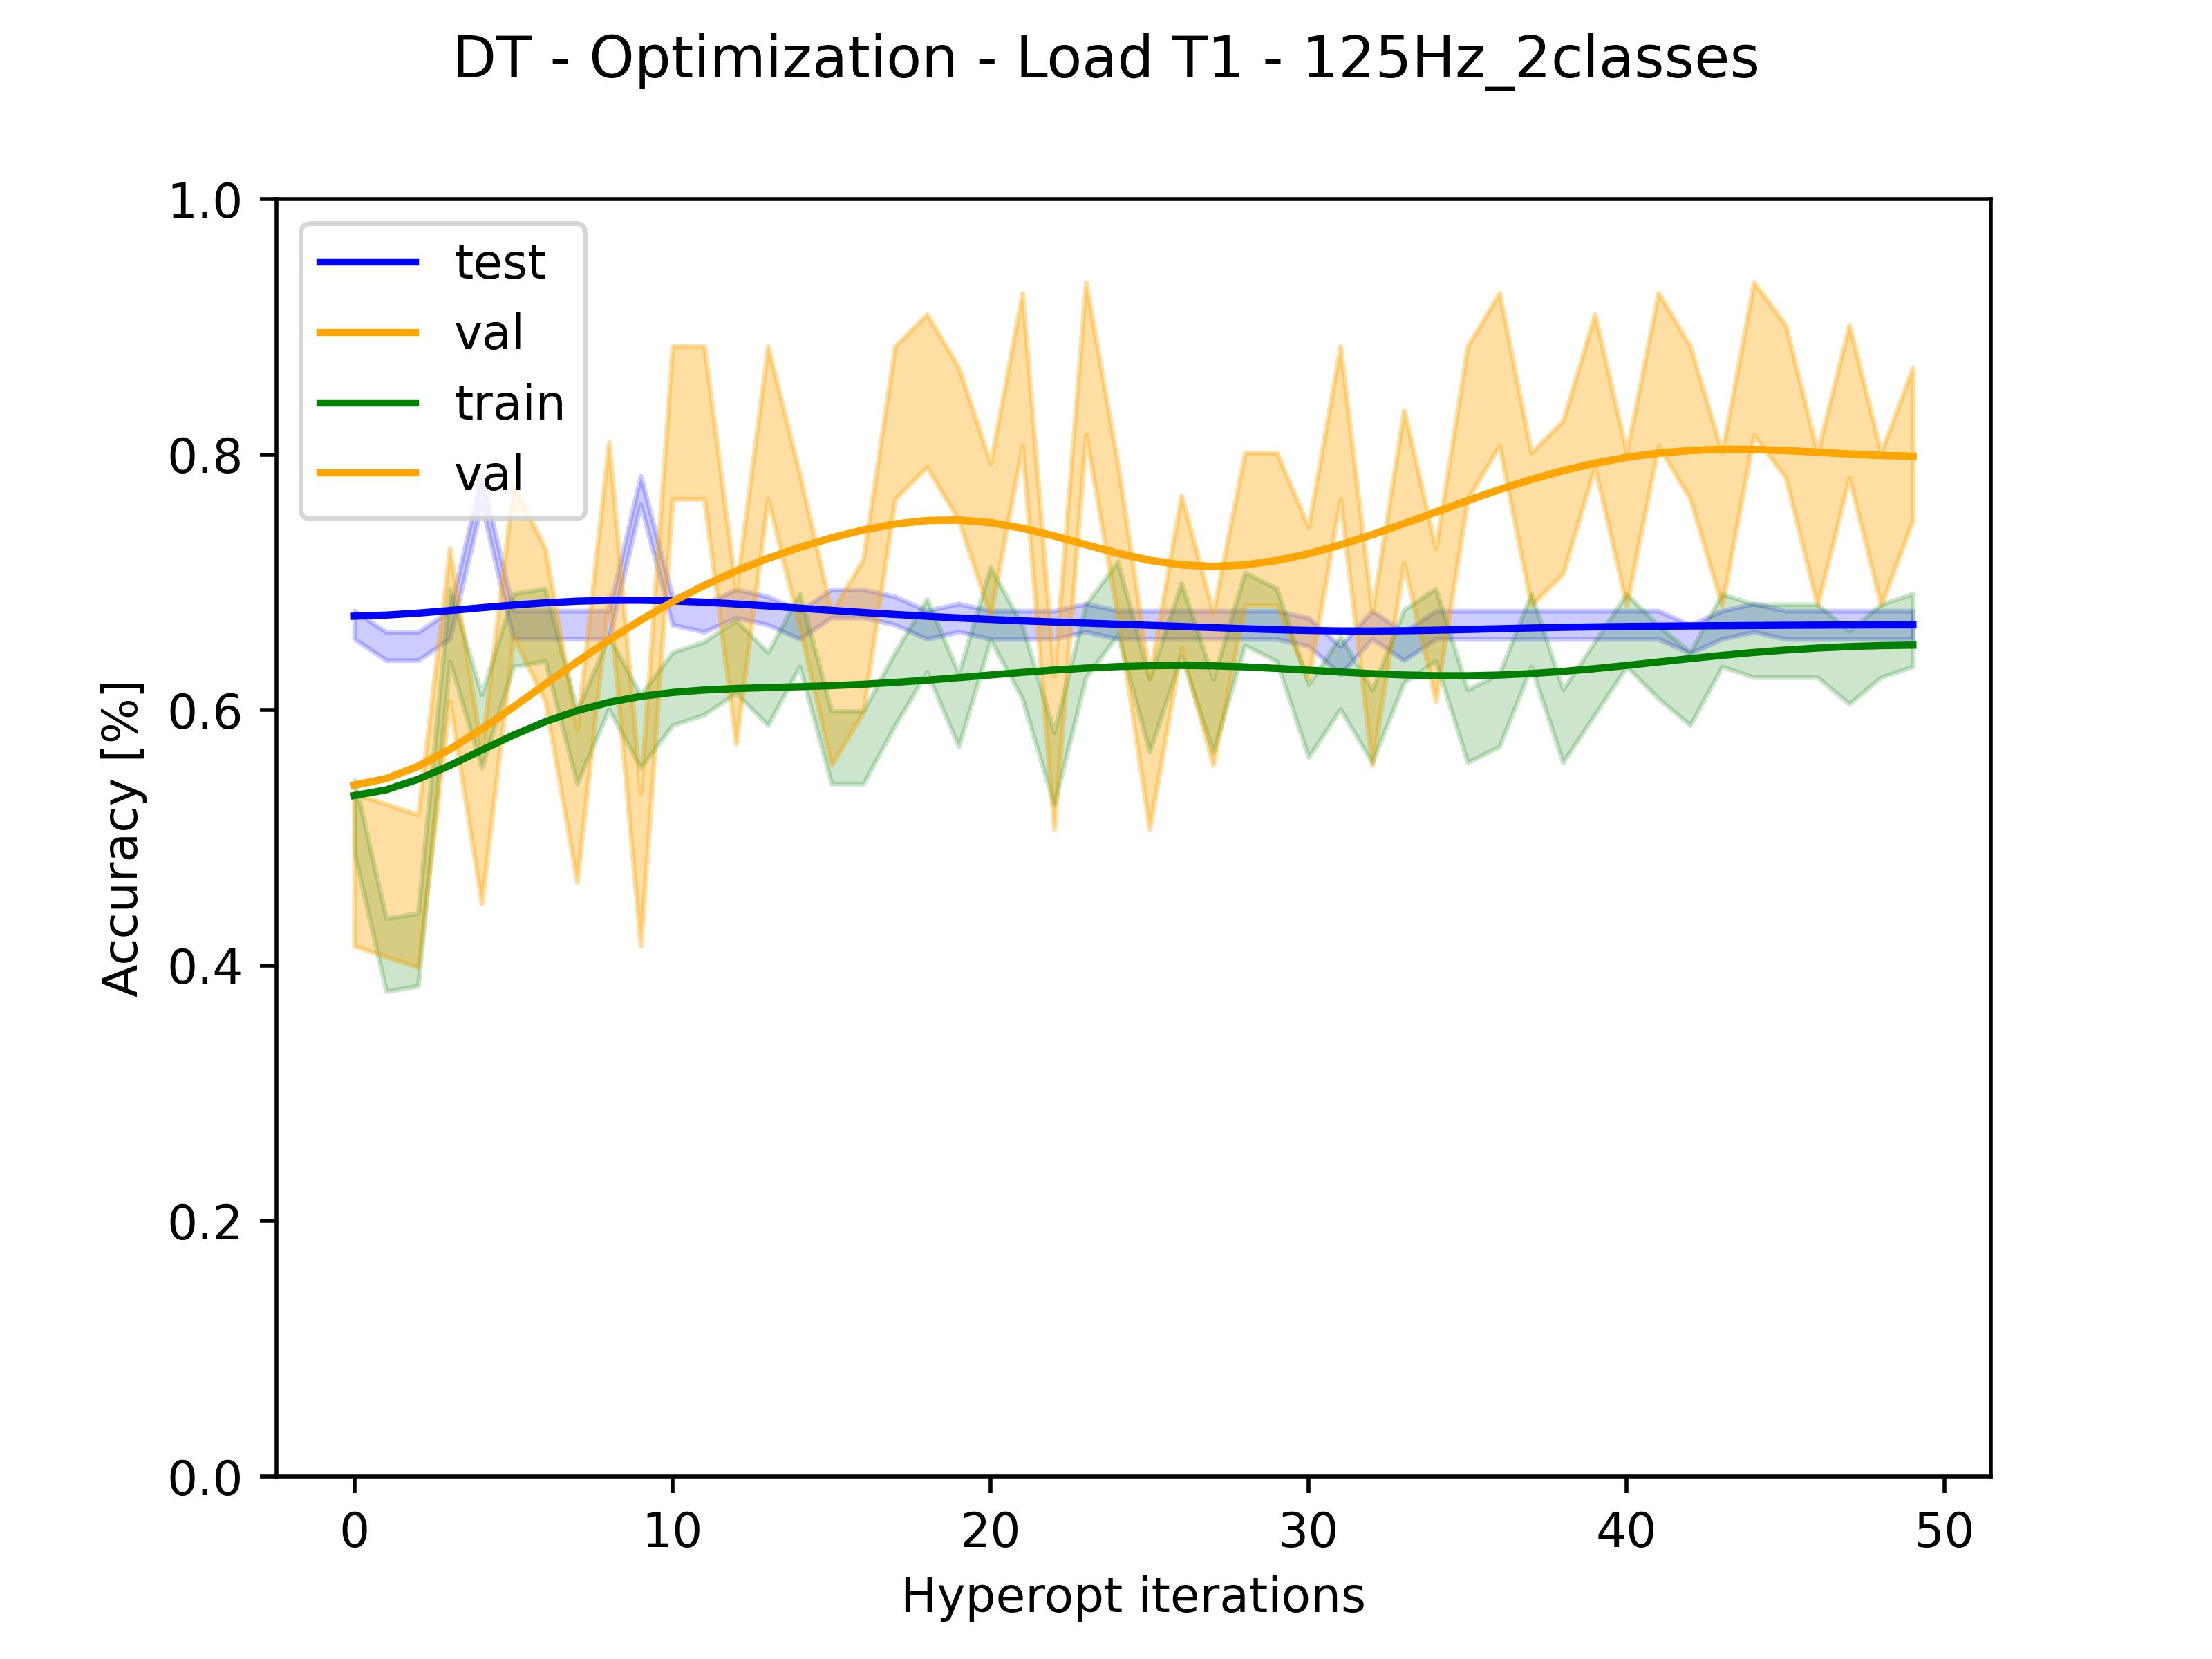 DT - Optimization - Load T1 - 125Hz_2classes
1.0
0.8
0.6
0.4
0.2
0.0
Accuracy [%]
test
val
train
val
0 10 20 30 40 50
Hyperopt iterations